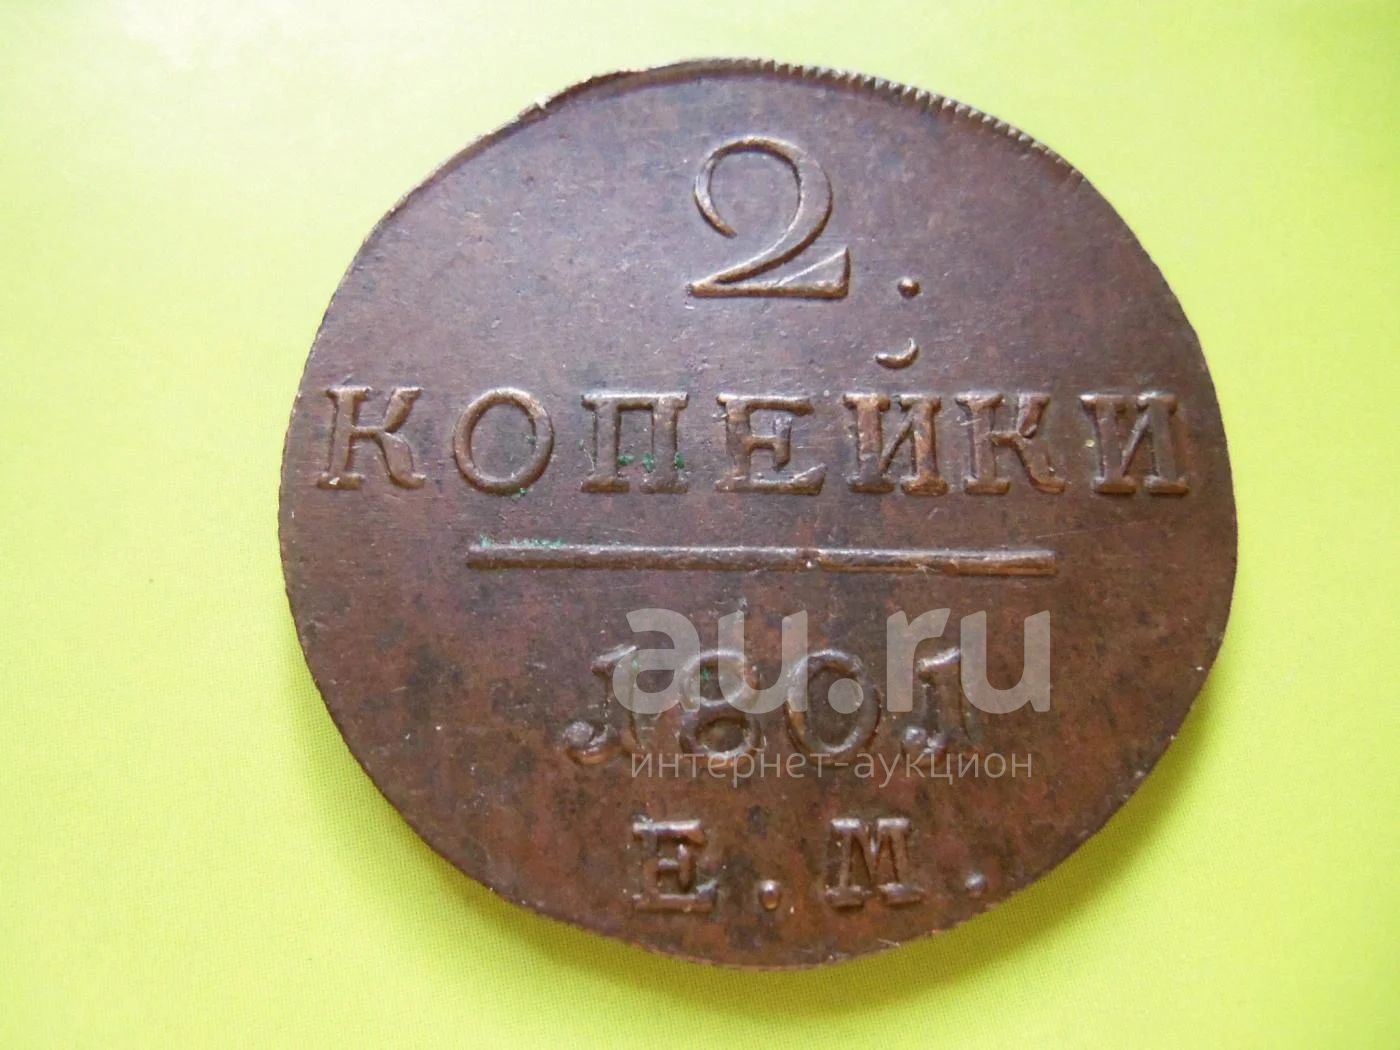 2.
КОПЕЙКИ
1801
au.ru
интернет-аукцион
Е.М.